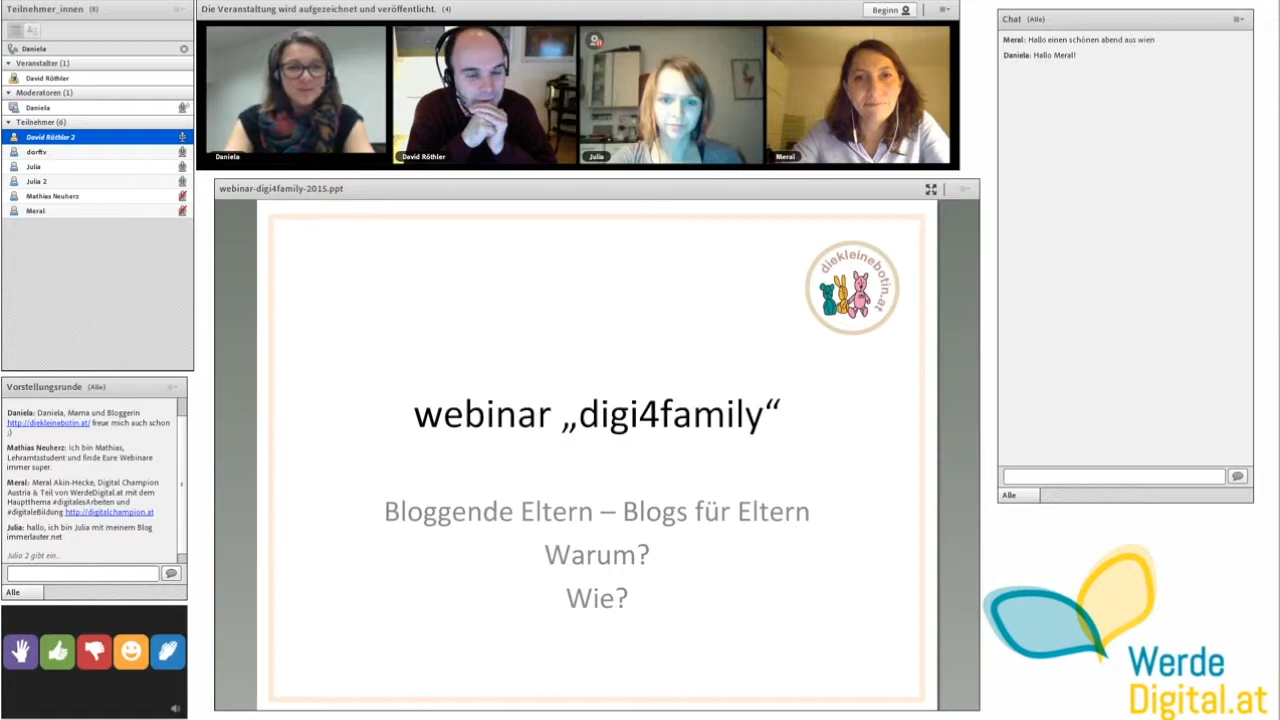 Teilnehmer_innen (8)
Daniela
Veranstalter (1)
David Röthler
Moderatoren (1)
Daniela
Teilnehmer (6)
David Röthler 2
dorftv
Julia
Julia 2
Mathias Neuherz
Meral
Vorstellungsrunde (Alle)
Daniela: Daniela, Mama und Bloggerin
http://diekleinebotin.at/ freue mich auch schon
;)
Mathias Neuherz: Ich bin Mathias,
Lehramtsstudent und finde Eure Webinare
immer super.
Meral: Meral Akin-Hecke, Digital Champion
Austria & Teil von WerdeDigital.at mit dem
Hauptthema #digitalesArbeiten und
#digitaleBildung http://digitalchampion.at
Julia: hallo, ich bin Julia mit meinem Blog
immerlauter.net
Julia 2 gibt ein...
Alle
Die Veranstaltung wird aufgezeichnet und veröffentlicht. (4)
Beginn
Daniela
David Röthler
Julia
Meral
webinar-digi4family-2015.ppt
diekleinebotin.at
webinar „digi4family“
Bloggende Eltern – Blogs für Eltern
Warum?
Wie?
Chat (Alle)
Meral: Hallo einen schönen abend aus wien
Daniela: Hallo Meral!
Alle
Werde
Digital.at